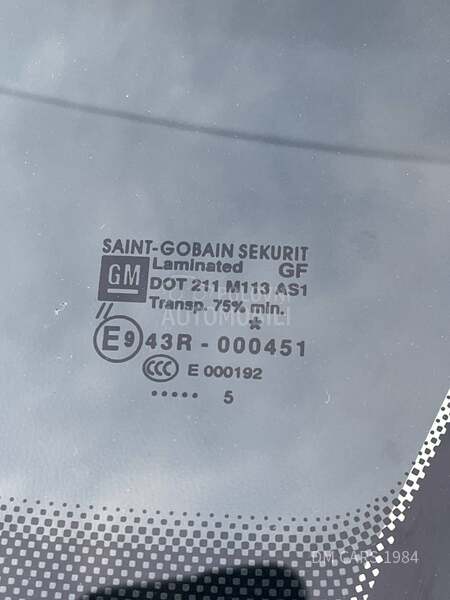 SAINT-GOBAIN SEKURIT
GM Laminated GF
DOT 211 M113 AS1
Transp. 75% min.
// *
E9 43R - 000451
CCC E 000192
..... 5
DM CARS 1984